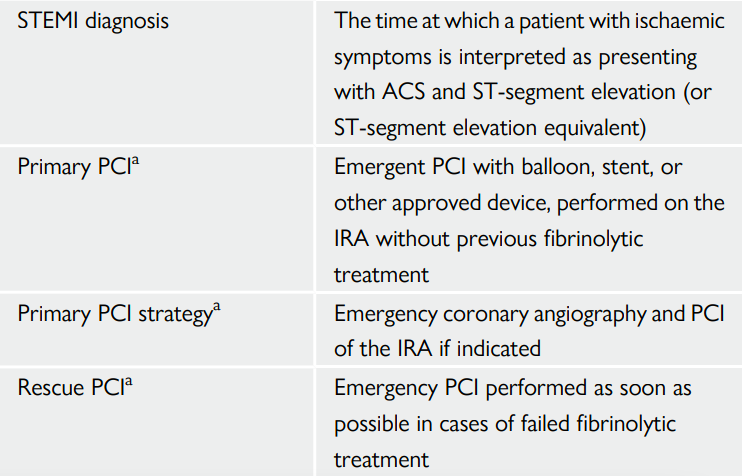 STEMI diagnosis
The time at which a patient with ischaemic
symptoms is interpreted as presenting
with ACS and ST-segment elevation (or
ST-segment elevation equivalent)
Primary PCIᵃ
Emergent PCI with balloon, stent, or
other approved device, performed on the
IRA without previous fibrinolytic
treatment
Primary PCI strategyᵃ
Emergency coronary angiography and PCI
of the IRA if indicated
Rescue PCIᵃ
Emergency PCI performed as soon as
possible in cases of failed fibrinolytic
treatment